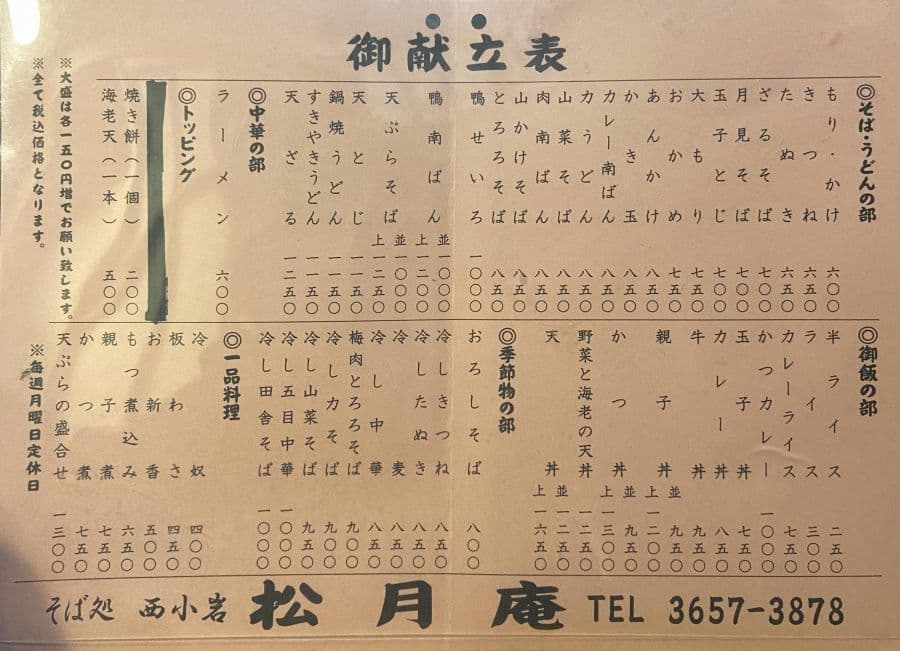 御献立表
◎そば・うどんの部
もり・かけ 六〇〇
きつね 六五〇
たぬき 六五〇
ざるそば 七〇〇
月見そば 七〇〇
玉子とじ 七〇〇
大もり 七五〇
おかめ 七五〇
あんかけ 八五〇
かき玉 八五〇
カレー南ばん 八五〇
力うどん 八五〇
山菜そば 八五〇
肉南ばん 八五〇
山かけそば 八五〇
とろろそば 八五〇
鴨せいろ 一〇〇〇
鴨南ばん 並一〇〇〇
上一二〇〇
天ぷらそば 並一〇〇〇
上一二五〇
天とじ 一一五〇
鍋焼うどん 一一五〇
すきやきうどん 一一五〇
天ざる 一二五〇
◎中華の部
ラーメン 六〇〇
◎トッピング
焼き餅(一個) 二〇〇
海老天(一本) 五〇〇
※大盛は各一五〇円増でお願い致します。
※全て税込価格となります。
◎御飯の部
半ライス 二五〇
ライス 三〇〇
カレーライス 七五〇
かつカレー 一〇〇〇
玉子丼 七五〇
カレー丼 八五〇
牛丼 九五〇
親子丼 並九五〇
上一二〇〇
かつ丼 並九五〇
上一三〇〇
野菜と海老の天丼 一二五〇
天丼 並一二五〇
上一六五〇
◎季節物の部
おろしそば 八〇〇
冷しきつね 八五〇
冷したぬき 八五〇
冷麦 八五〇
冷し中華 八五〇
梅肉とろろそば 九〇〇
冷し力そば 九五〇
冷し山菜そば 九五〇
冷し五目中華 一〇〇〇
冷し田舎そば 一〇〇〇
◎一品料理
冷奴 四〇〇
板わさ 四五〇
お新香 五〇〇
もつ煮込み 六五〇
親子煮 七五〇
かつ煮 七五〇
天ぷらの盛合せ 一三〇〇
※毎週月曜日定休日
そば処 西小岩 松月庵 TEL 3657-3878